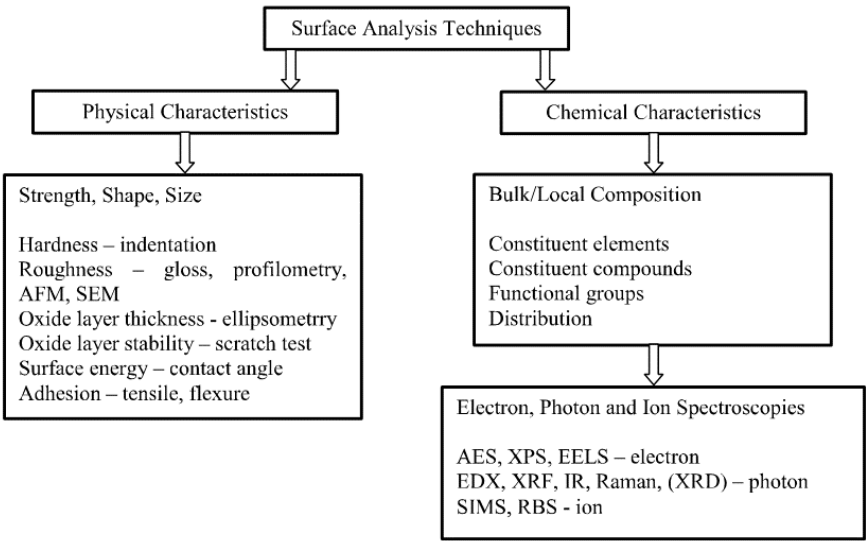 Surface Analysis Techniques
Physical Characteristics
Chemical Characteristics
Strength, Shape, Size
Hardness – indentation
Roughness – gloss, profilometry,
AFM, SEM
Oxide layer thickness - ellipsometrry
Oxide layer stability – scratch test
Surface energy – contact angle
Adhesion – tensile, flexure
Bulk/Local Composition
Constituent elements
Constituent compounds
Functional groups
Distribution
Electron, Photon and Ion Spectroscopies
AES, XPS, EELS – electron
EDX, XRF, IR, Raman, (XRD) – photon
SIMS, RBS - ion